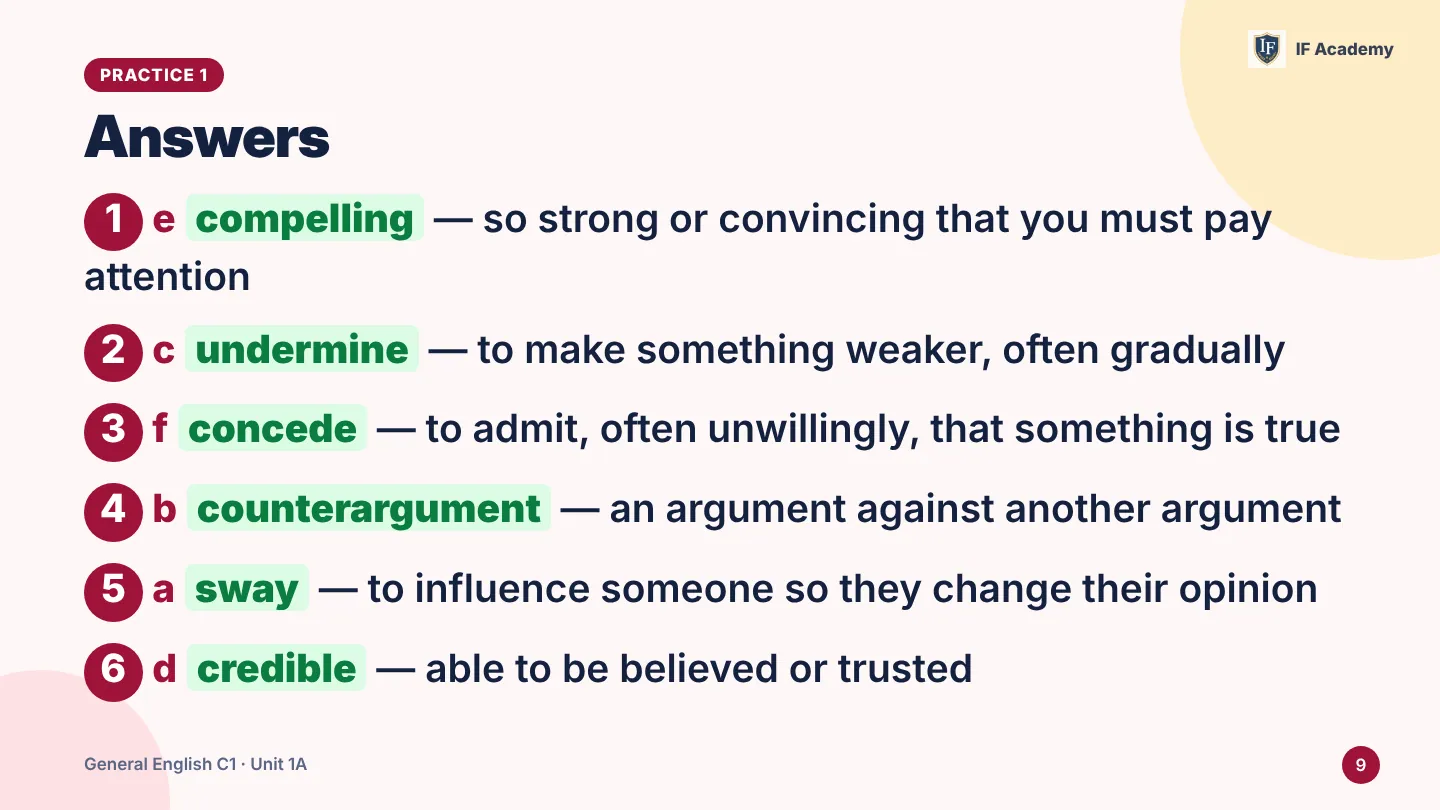 IF IF Academy
PRACTICE 1
Answers
1 e compelling — so strong or convincing that you must pay
attention
2 c undermine — to make something weaker, often gradually
3 f concede — to admit, often unwillingly, that something is true
4 b counterargument — an argument against another argument
5 a sway — to influence someone so they change their opinion
6 d credible — able to be believed or trusted
General English C1 · Unit 1A
9